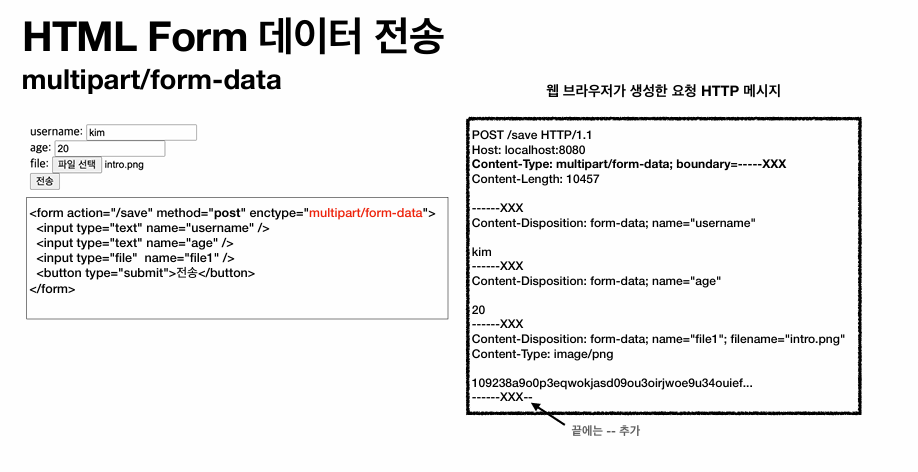 HTML Form 데이터 전송
multipart/form-data
username: kim
age: 20
file: 파일 선택 intro.png
전송
<form action="/save" method="post" enctype="multipart/form-data">
<input type="text" name="username" />
<input type="text" name="age" />
<input type="file"  name="file1" />
<button type="submit">전송</button>
</form>
웹 브라우저가 생성한 요청 HTTP 메시지
POST /save HTTP/1.1
Host: localhost:8080
Content-Type: multipart/form-data; boundary=-----XXX
Content-Length: 10457
------XXX
Content-Disposition: form-data; name="username"
kim
------XXX
Content-Disposition: form-data; name="age"
20
------XXX
Content-Disposition: form-data; name="file1"; filename="intro.png"
Content-Type: image/png
109238a9o0p3eqwokjasd09ou3oirjwoe9u34ouief...
------XXX--
끝에는 -- 추가